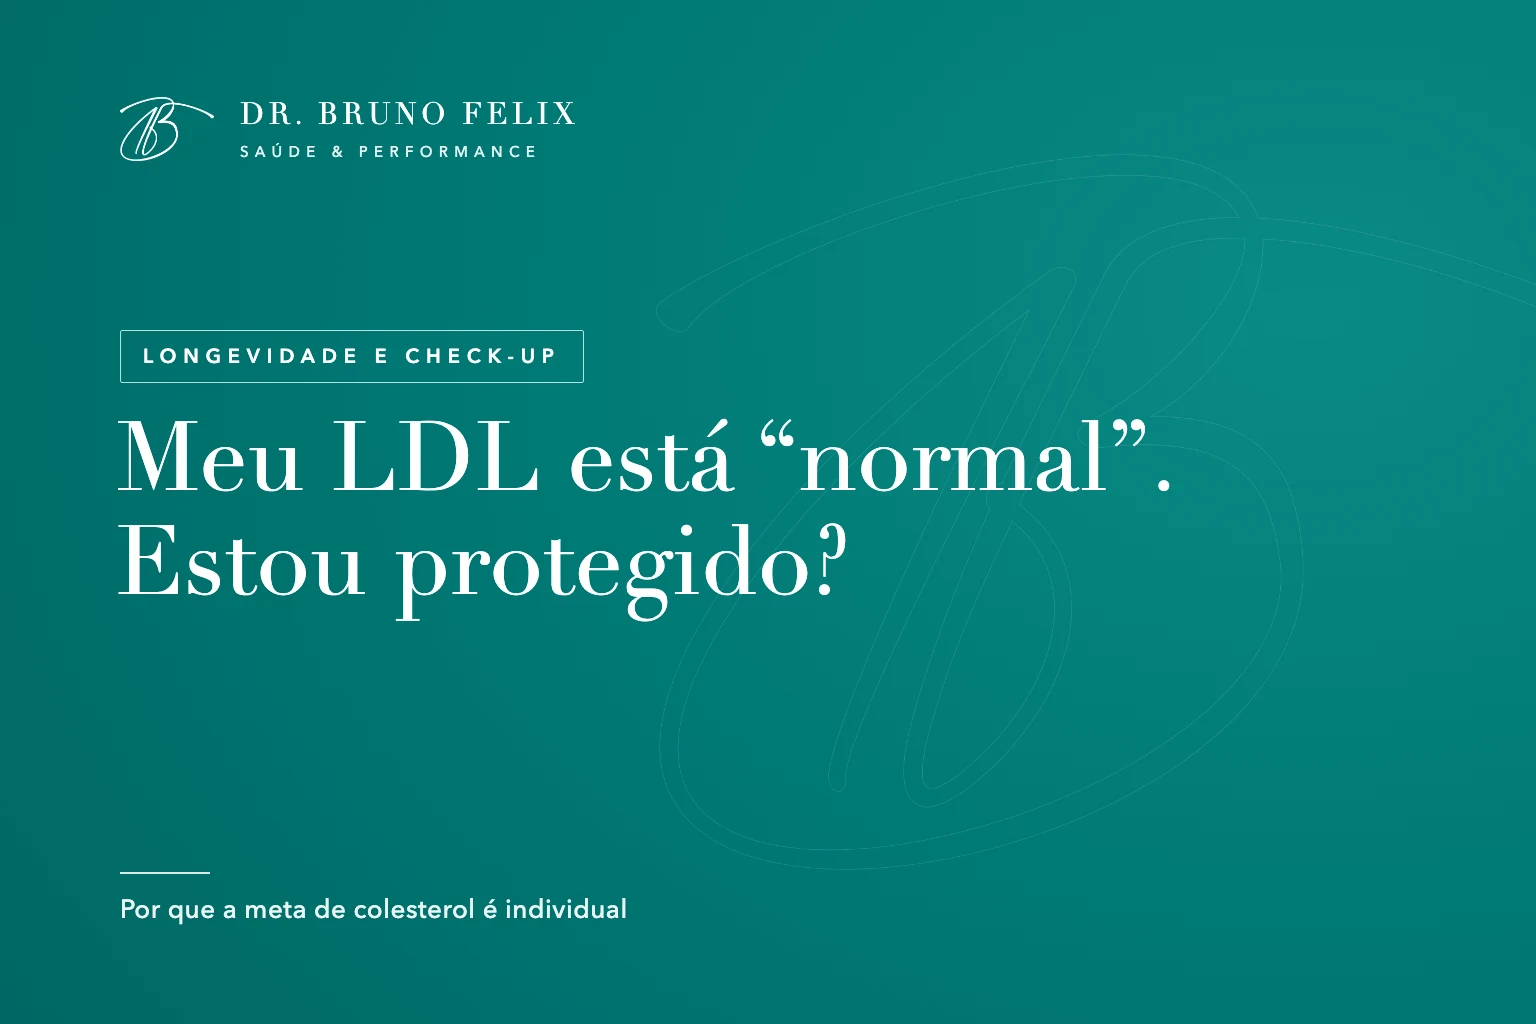 DR. BRUNO FELIX
SAÚDE & PERFORMANCE
LONGEVIDADE E CHECK-UP
Meu LDL está “normal”.
Estou protegido?
Por que a meta de colesterol é individual